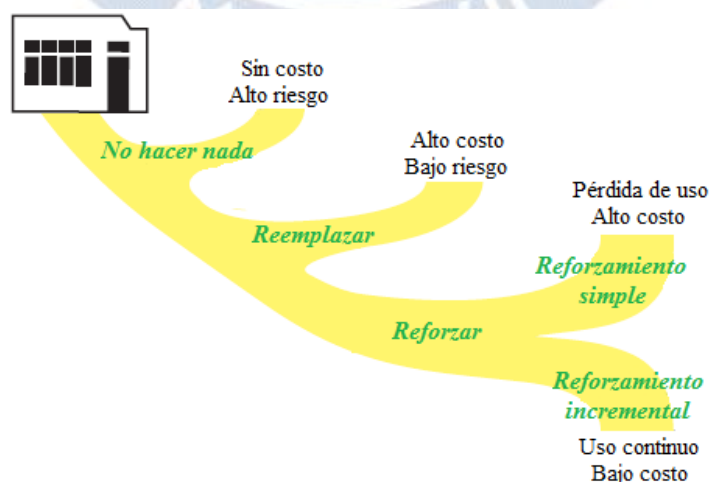 Sin costo
Alto riesgo
No hacer nada
Alto costo
Bajo riesgo
Reemplazar
Pérdida de uso
Alto costo
Reforzamiento
simple
Reforzar
Reforzamiento
incremental
Uso continuo
Bajo costo